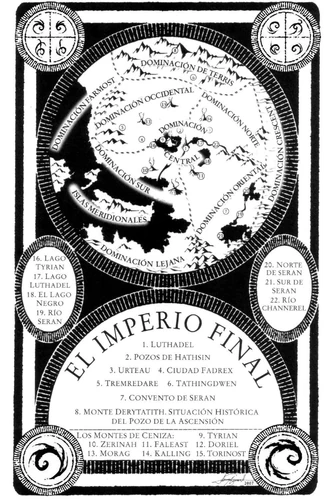 DOMINACIÓN DE TERRIS
DOMINACIÓN FARMOST
DOMINACIÓN OCCIDENTAL
DOMINACIÓN NORTE
DOMINACIÓN
CENTRAL
DOMINACIÓN SUR
DOMINACIÓN ORIENTAL
ISLAS MERIDIONALES
DOMINACIÓN LEJANA
16. LAGO
TYRIAN
17. LAGO
LUTHADEL
18. EL LAGO
NEGRO
19. RÍO
SERAN
20. NORTE
DE SERAN
21. SUR DE
SERAN
22. RÍO
CHANNEREL
EL IMPERIO FINAL
1. LUTHADEL
2. POZOS DE HATHSIN
3. URTEAU 4. CIUDAD FADREX
5. TREMREDARE 6. TATHINGDWEN
7. CONVENTO DE SERAN
8. MONTE DERYTATITH. SITUACIÓN HISTÓRICA
DEL POZO DE LA ASCENSIÓN
LOS MONTES DE CENIZA: 9. TYRIAN
10. ZERINAH 11. FALEAST 12. DORIEL
13. MORAG 14. KALLING 15. TORINOST